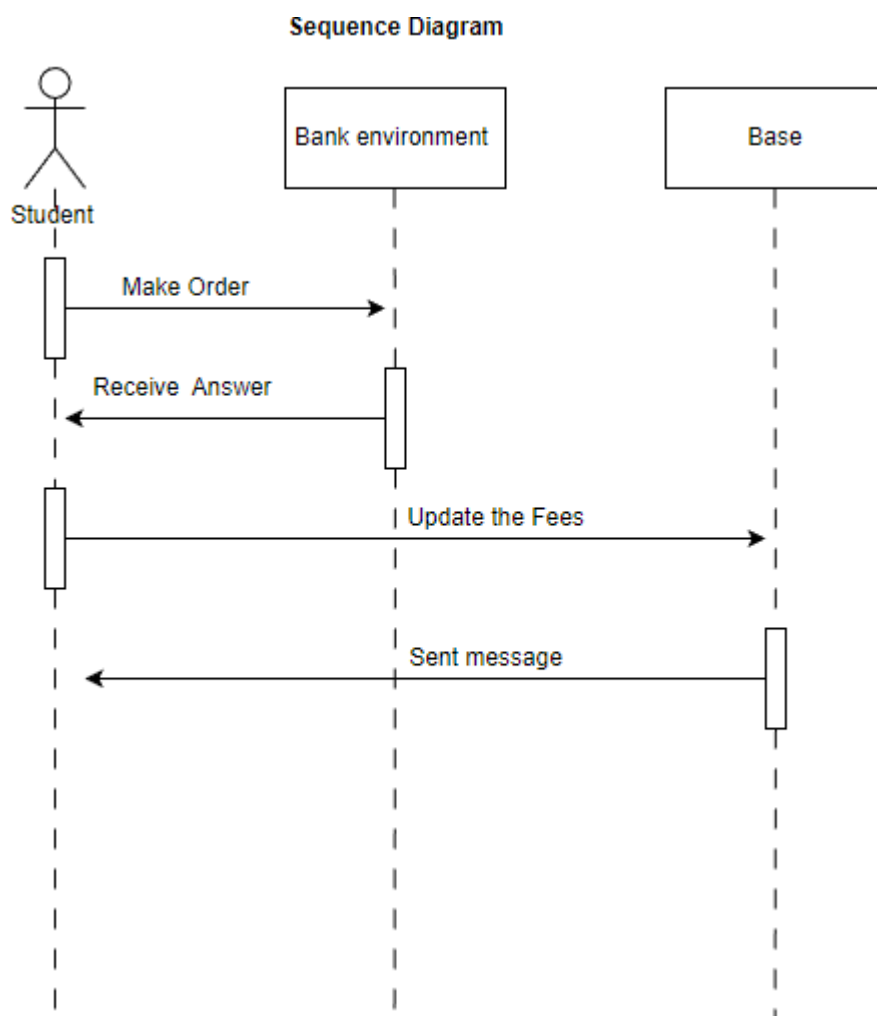 Sequence Diagram
Bank environment
Base
Student
Make Order
Receive  Answer
Update the Fees
Sent message